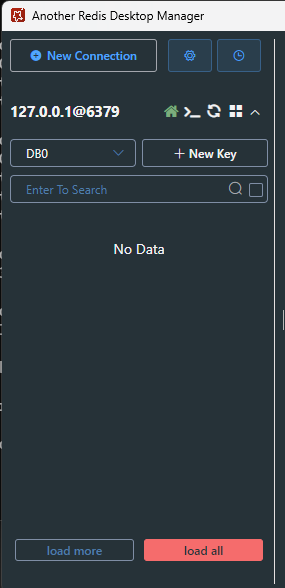 Another Redis Desktop Manager
New Connection
127.0.0.1@6379
DB0
New Key
Enter To Search
No Data
load more
load all